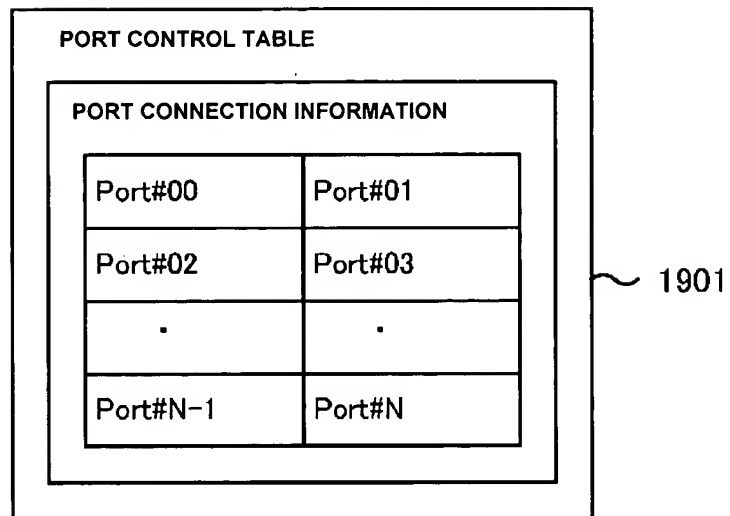 PORT CONTROL TABLE
PORT CONNECTION INFORMATION
Port#00 Port#01
Port#02 Port#03
. .
Port#N-1 Port#N
1901